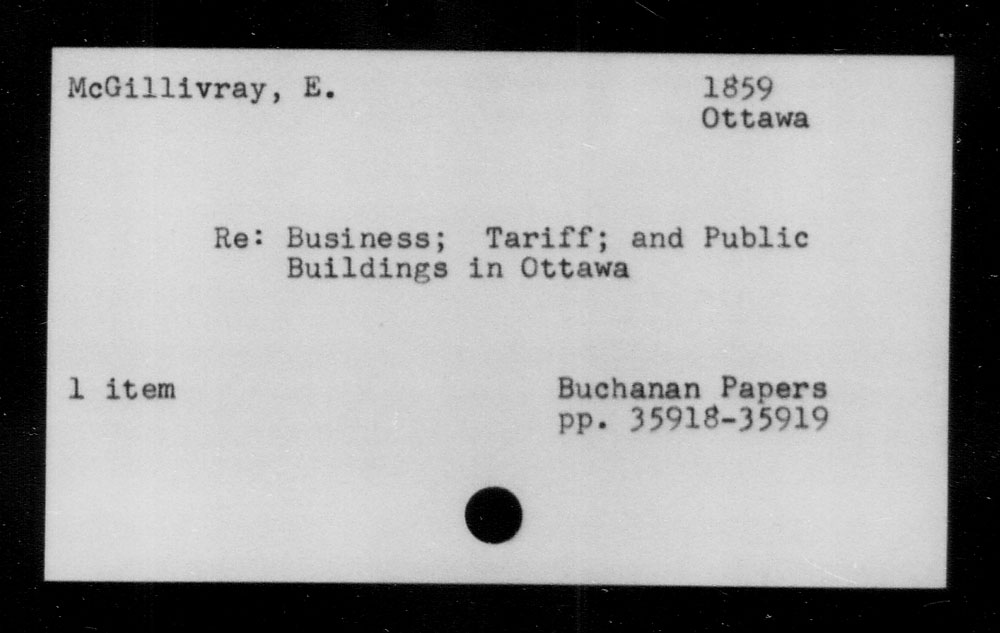 McGillivray, E. 1859
Ottawa
Re: Business; Tariff; and Public
Buildings in Ottawa
1 item Buchanan Papers
pp. 35918-35919